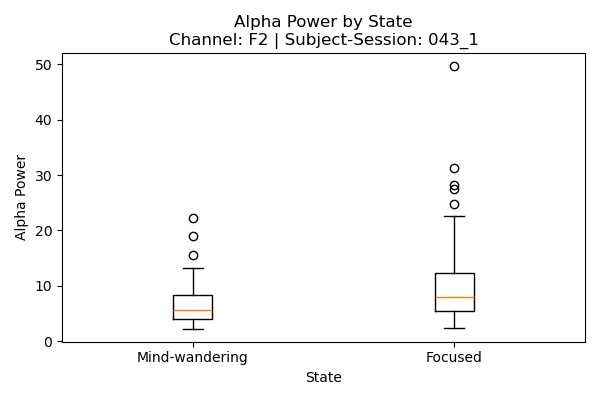 Alpha Power by State
Channel: F2 | Subject-Session: 043_1
50
40
30
20
10
0
Alpha Power
Mind-wandering
Focused
State